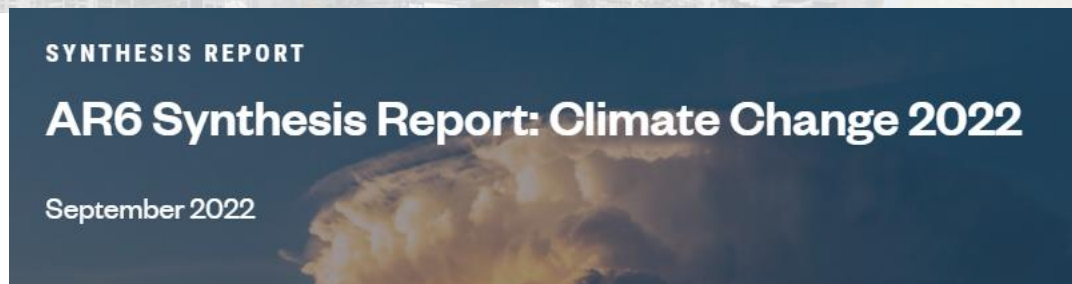 SYNTHESIS REPORT
AR6 Synthesis Report: Climate Change 2022
September 2022